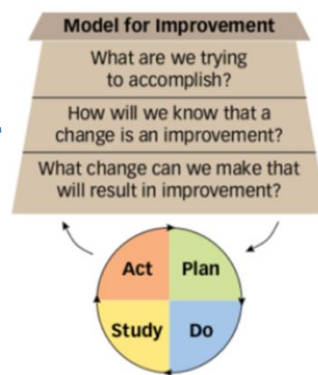 Model for Improvement
What are we trying
to accomplish?
How will we know that a
change is an improvement?
What change can we make that
will result in improvement?
Act Plan
Study Do